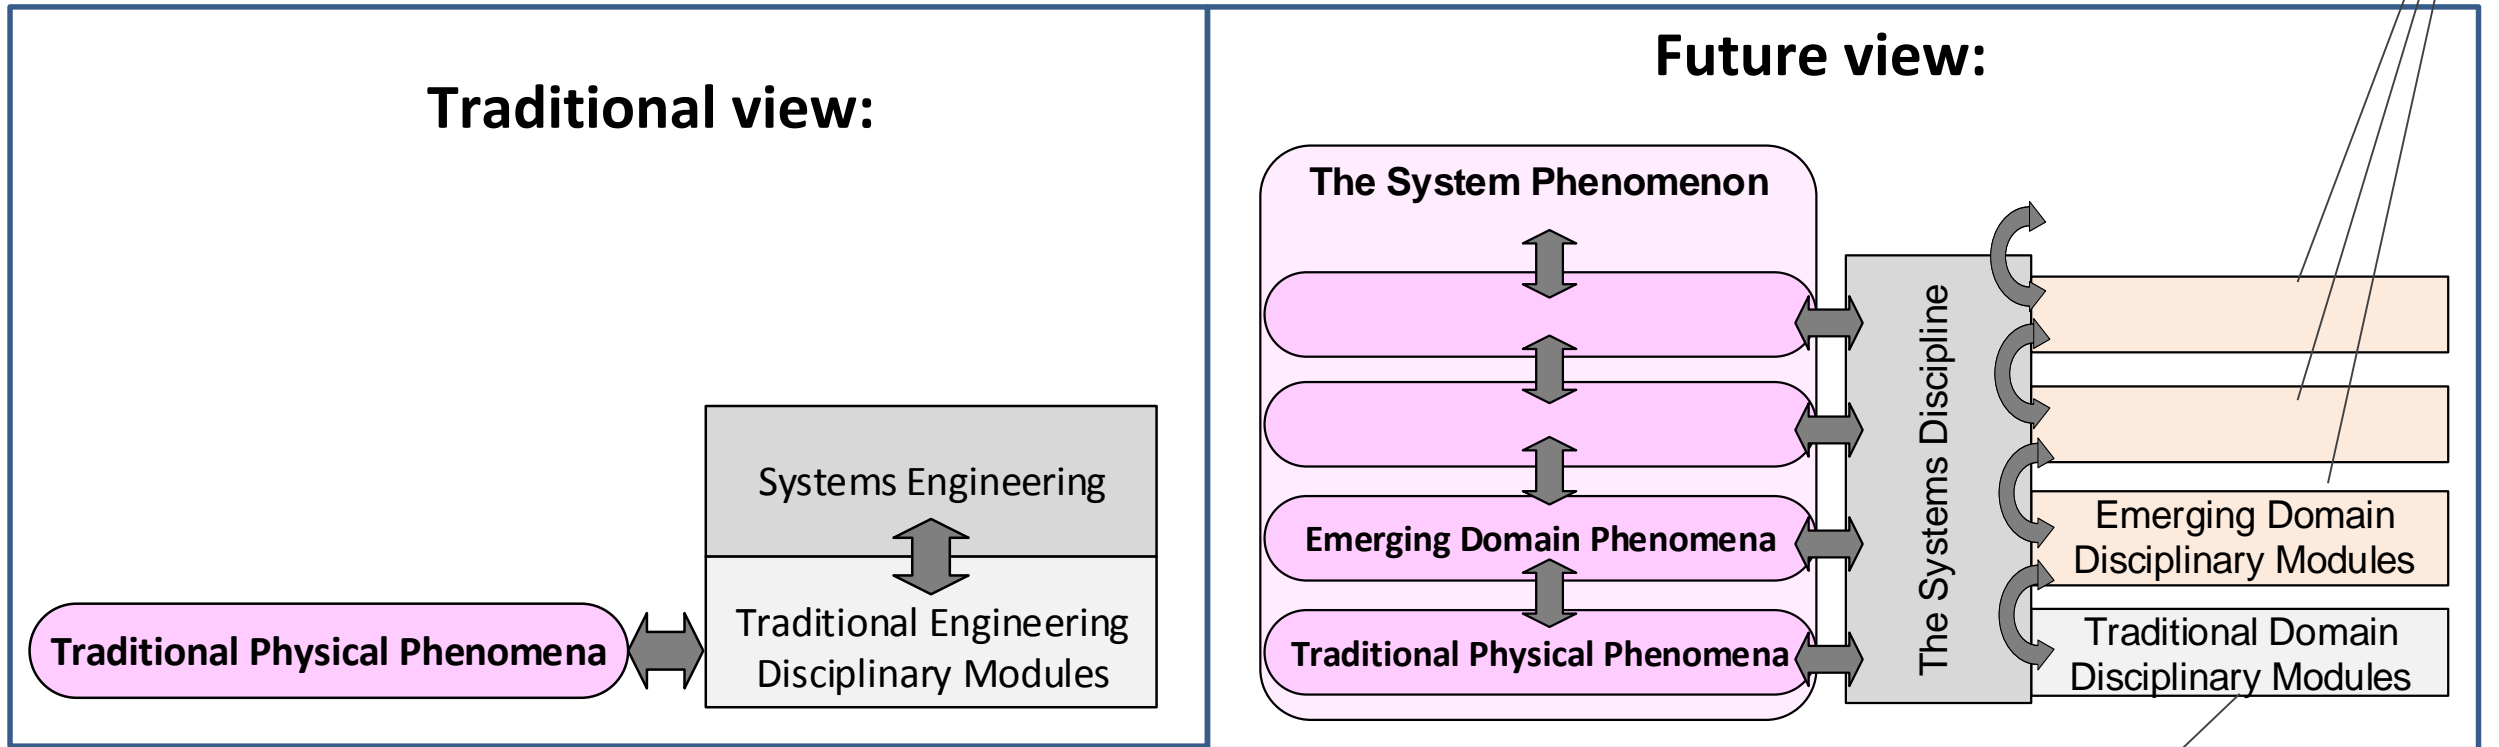 Traditional view:
Systems Engineering
Traditional Engineering
Disciplinary Modules
Traditional Physical Phenomena
Future view:
The System Phenomenon
Emerging Domain Phenomena
Traditional Physical Phenomena
The Systems Discipline
Emerging Domain
Disciplinary Modules
Traditional Domain
Disciplinary Modules